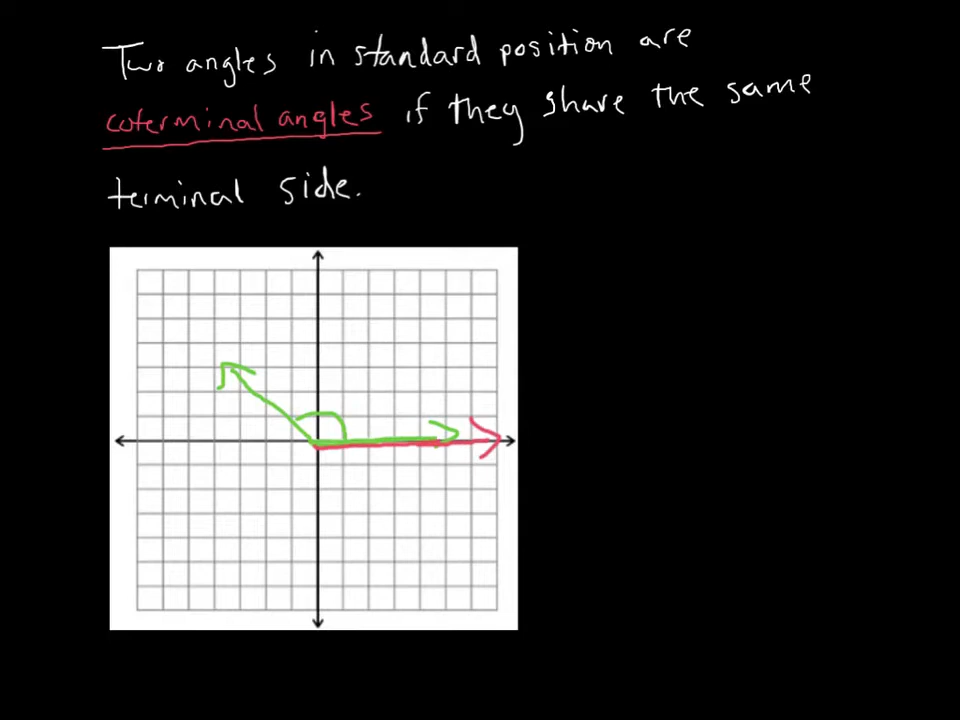 Two angles in standard position are
coterminal angles if they share the same
terminal side.